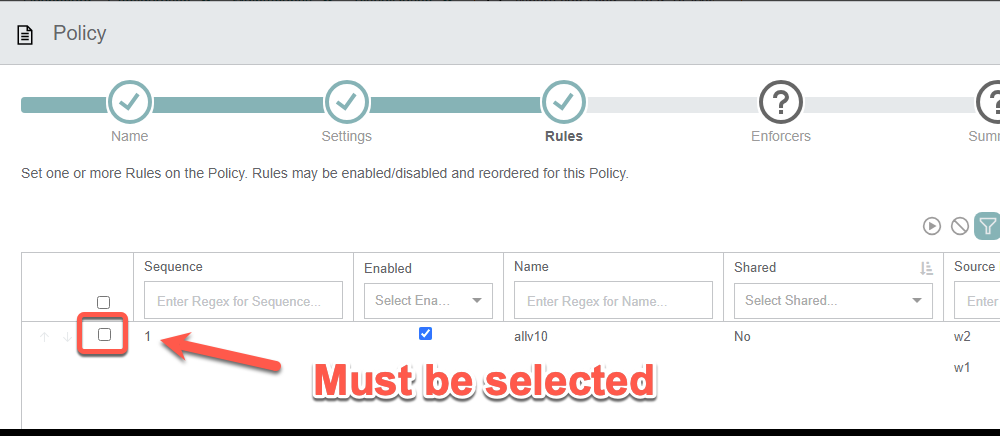 Policy
Name
Settings
Rules
Enforcers
Summ
Set one or more Rules on the Policy. Rules may be enabled/disabled and reordered for this Policy.
Sequence
Enabled
Name
Shared
Source
Enter Regex for Sequence...
Select Ena...
Enter Regex for Name...
Select Shared...
Enter
1
allv10
No
w2
w1
Must be selected